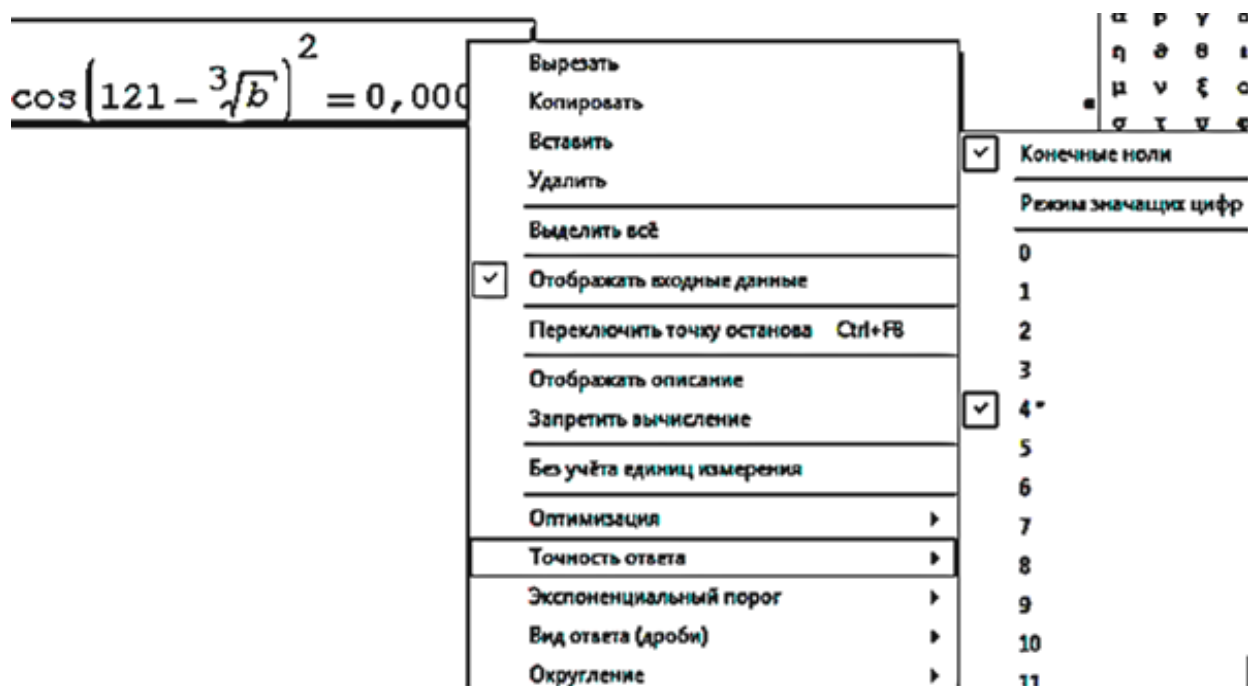 cos(121 - ∛b)² = 0,000
Вырезать
Копировать
Вставить
Удалить
Выделить всё
Отображать входные данные
Переключить точку останова Ctrl+F8
Отображать описание
Запретить вычисление
Без учёта единиц измерения
Оптимизация
Точность ответа
Экспоненциальный порог
Вид ответа (дроби)
Округление
η ∂ θ ι
μ ν ξ
σ τ
Конечные ноли
Режим значащих цифр
0
1
2
3
4*
5
6
7
8
9
10
11